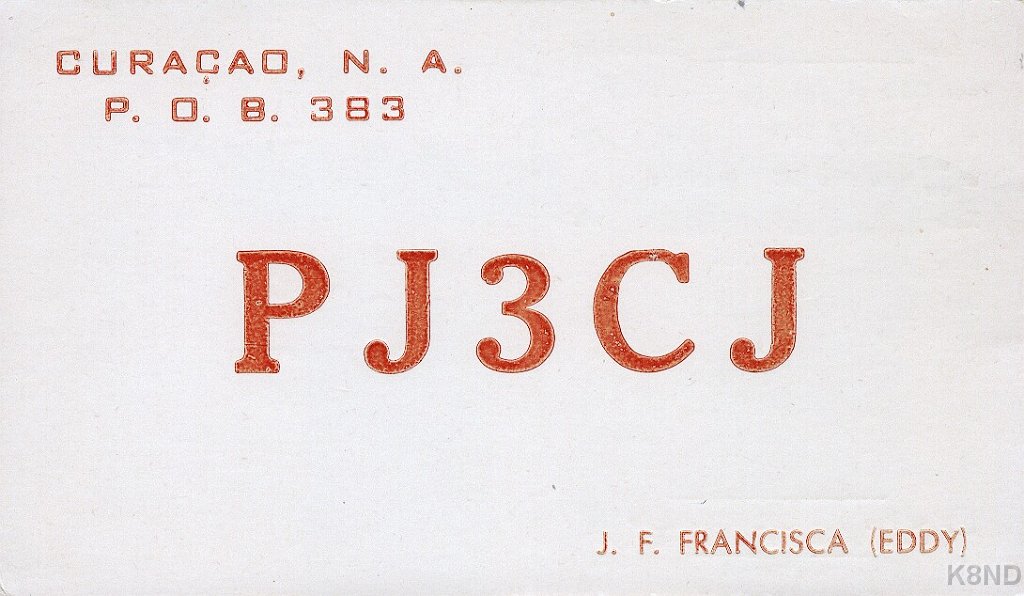 CURAÇAO, N. A.
P. O. B. 383
PJ3CJ
J. F. FRANCISCA (EDDY)
K8ND